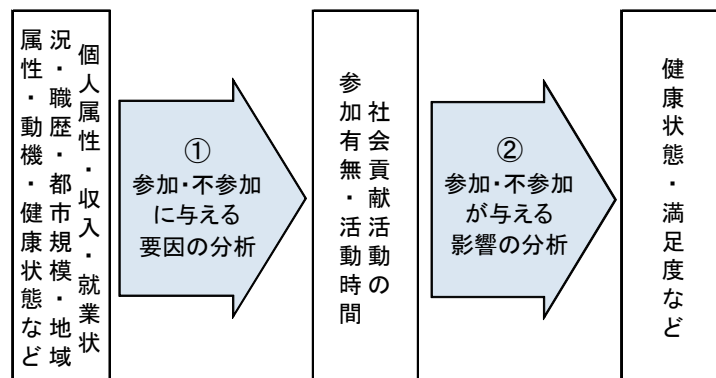 個人属性・収入・就業状
況・職歴・都市規模・地域
属性・動機・健康状態など
①
参加・不参加
に与える
要因の分析
社会貢献活動の
参加有無・活動時間
②
参加・不参加
が与える
影響の分析
健康状態・満足度など